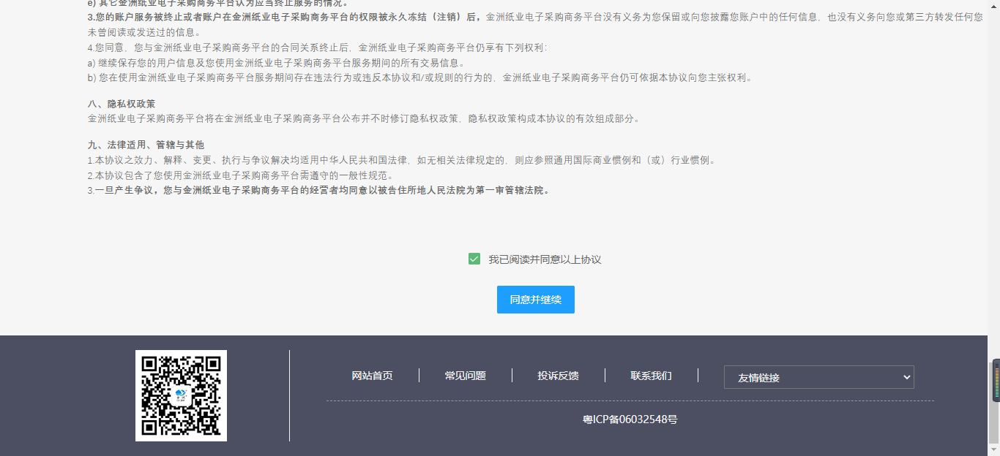 e) 其它金洲纸业电子采购商务平台认为应当终止服务的情况。
3.您的账户服务被终止或者账户在金洲纸业电子采购商务平台的权限被永久冻结（注销）后，金洲纸业电子采购商务平台没有义务为您保留或向您披露您账户中的任何信息，也没有义务向您或第三方转发任何您
未曾阅读或发送过的信息。
4.您同意，您与金洲纸业电子采购商务平台的合同关系终止后，金洲纸业电子采购商务平台仍享有下列权利：
a) 继续保存您的用户信息及您使用金洲纸业电子采购商务平台服务期间的所有交易信息。
b) 您在使用金洲纸业电子采购商务平台服务期间存在违法行为或违反本协议和/或规则的行为的，金洲纸业电子采购商务平台仍可依据本协议向您主张权利。
八、隐私权政策
金洲纸业电子采购商务平台将在金洲纸业电子采购商务平台公布并不时修订隐私权政策，隐私权政策构成本协议的有效组成部分。
九、法律适用、管辖与其他
1.本协议之效力、解释、变更、执行与争议解决均适用中华人民共和国法律，如无相关法律规定的，则应参照通用国际商业惯例和（或）行业惯例。
2.本协议包含了您使用金洲纸业电子采购商务平台需遵守的一般性规范。
3.一旦产生争议，您与金洲纸业电子采购商务平台的经营者均同意以被告住所地人民法院为第一审管辖法院。
我已阅读并同意以上协议
同意并继续
网站首页 常见问题 投诉反馈 联系我们 友情链接
粤ICP备06032548号